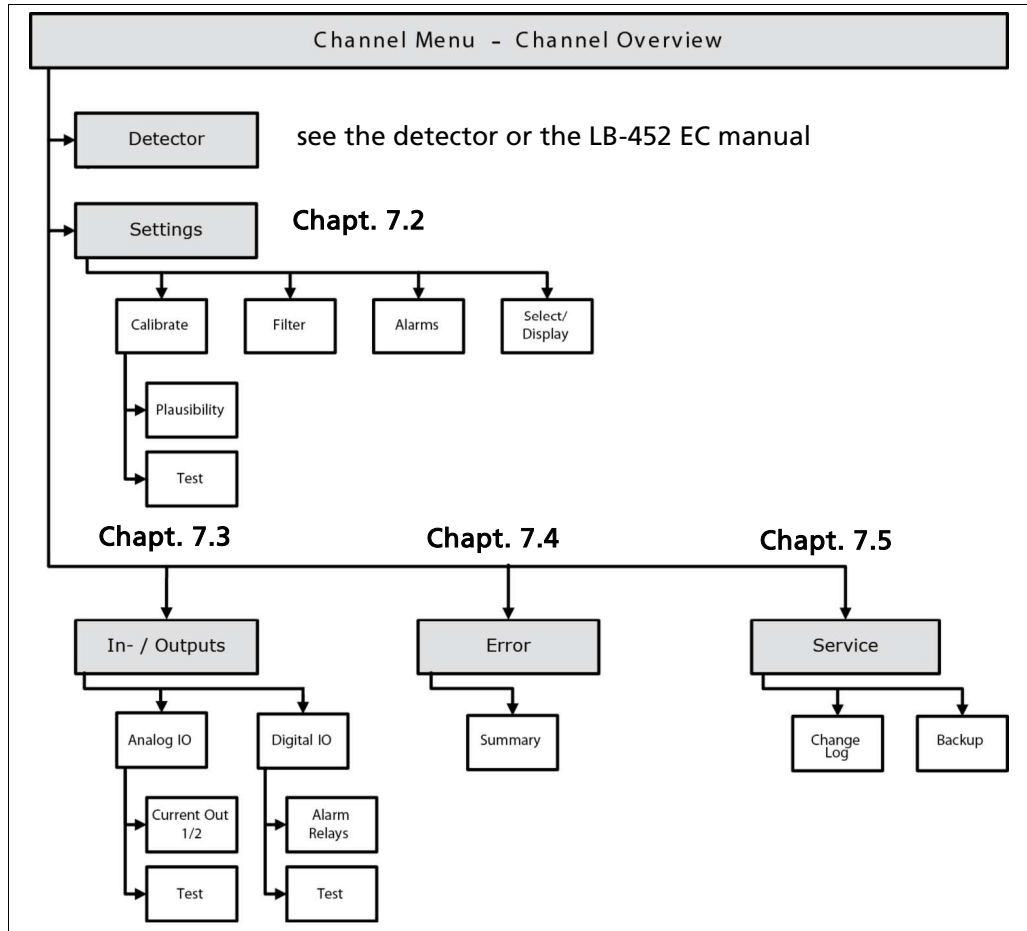 Channel Menu - Channel Overview
Detector
see the detector or the LB-452 EC manual
Settings
Chapt. 7.2
Calibrate
Filter
Alarms
Select/
Display
Plausibility
Test
Chapt. 7.3
Chapt. 7.4
Chapt. 7.5
In- / Outputs
Error
Service
Analog IO
Digital IO
Summary
Change
Log
Backup
Current Out
1/2
Alarm
Relays
Test
Test